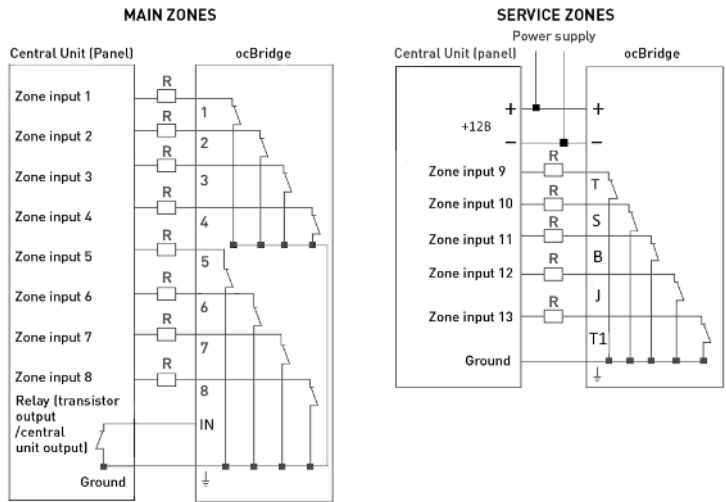 MAIN ZONES
Central Unit (Panel)
ocBridge
Zone input 1
R
1
Zone input 2
R
2
Zone input 3
R
3
Zone input 4
R
4
Zone input 5
R
5
Zone input 6
R
6
Zone input 7
R
7
Zone input 8
R
8
Relay (transistor
output
/central
unit output)
IN
Ground
SERVICE ZONES
Power supply
Central Unit (panel)
ocBridge
+ +
+12B
− −
Zone input 9
R
T
Zone input 10
R
S
Zone input 11
R
B
Zone input 12
R
J
Zone input 13
R
T1
Ground